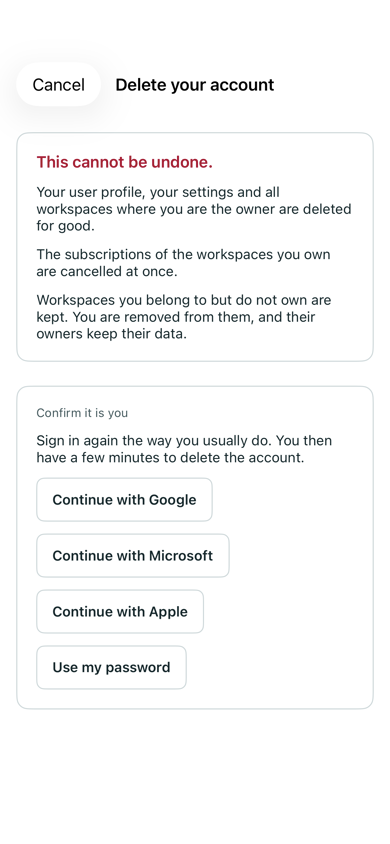 Cancel
Delete your account
This cannot be undone.
Your user profile, your settings and all
workspaces where you are the owner are deleted
for good.
The subscriptions of the workspaces you own
are cancelled at once.
Workspaces you belong to but do not own are
kept. You are removed from them, and their
owners keep their data.
Confirm it is you
Sign in again the way you usually do. You then
have a few minutes to delete the account.
Continue with Google
Continue with Microsoft
Continue with Apple
Use my password